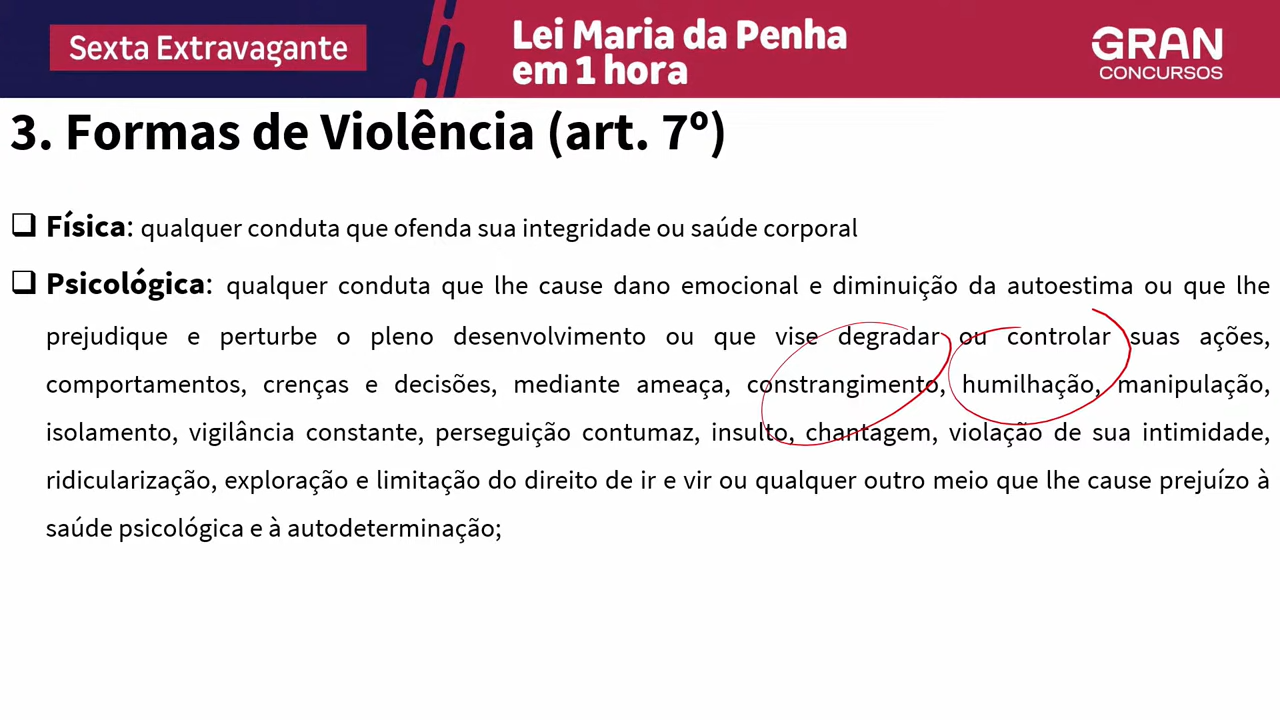 Sexta Extravagante
Lei Maria da Penha
em 1 hora
GRAN
CONCURSOS
3. Formas de Violência (art. 7º)
❑ Física: qualquer conduta que ofenda sua integridade ou saúde corporal
❑ Psicológica: qualquer conduta que lhe cause dano emocional e diminuição da autoestima ou que lhe
prejudique e perturbe o pleno desenvolvimento ou que vise degradar ou controlar suas ações,
comportamentos, crenças e decisões, mediante ameaça, constrangimento, humilhação, manipulação,
isolamento, vigilância constante, perseguição contumaz, insulto, chantagem, violação de sua intimidade,
ridicularização, exploração e limitação do direito de ir e vir ou qualquer outro meio que lhe cause prejuízo à
saúde psicológica e à autodeterminação;